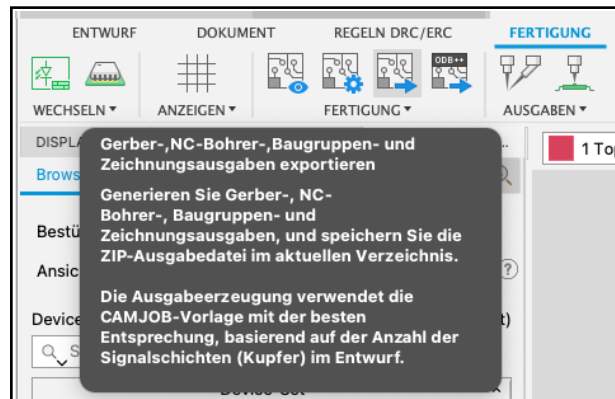 ENTWURF DOKUMENT REGELN DRC/ERC FERTIGUNG
ODB++
WECHSELN ANZEIGEN FERTIGUNG AUSGABEN
DISPL
Gerber-,NC-Bohrer-,Baugruppen- und
Zeichnungsausgaben exportieren
1 Top
Brows
Generieren Sie Gerber-, NC-
Bohrer-, Baugruppen- und
Zeichnungsausgaben, und speichern Sie die
ZIP-Ausgabedatei im aktuellen Verzeichnis.
Bestü
Ansic
Die Ausgabeerzeugung verwendet die
CAMJOB-Vorlage mit der besten
Entsprechung, basierend auf der Anzahl der
Signalschichten (Kupfer) im Entwurf.
Device
t)
S